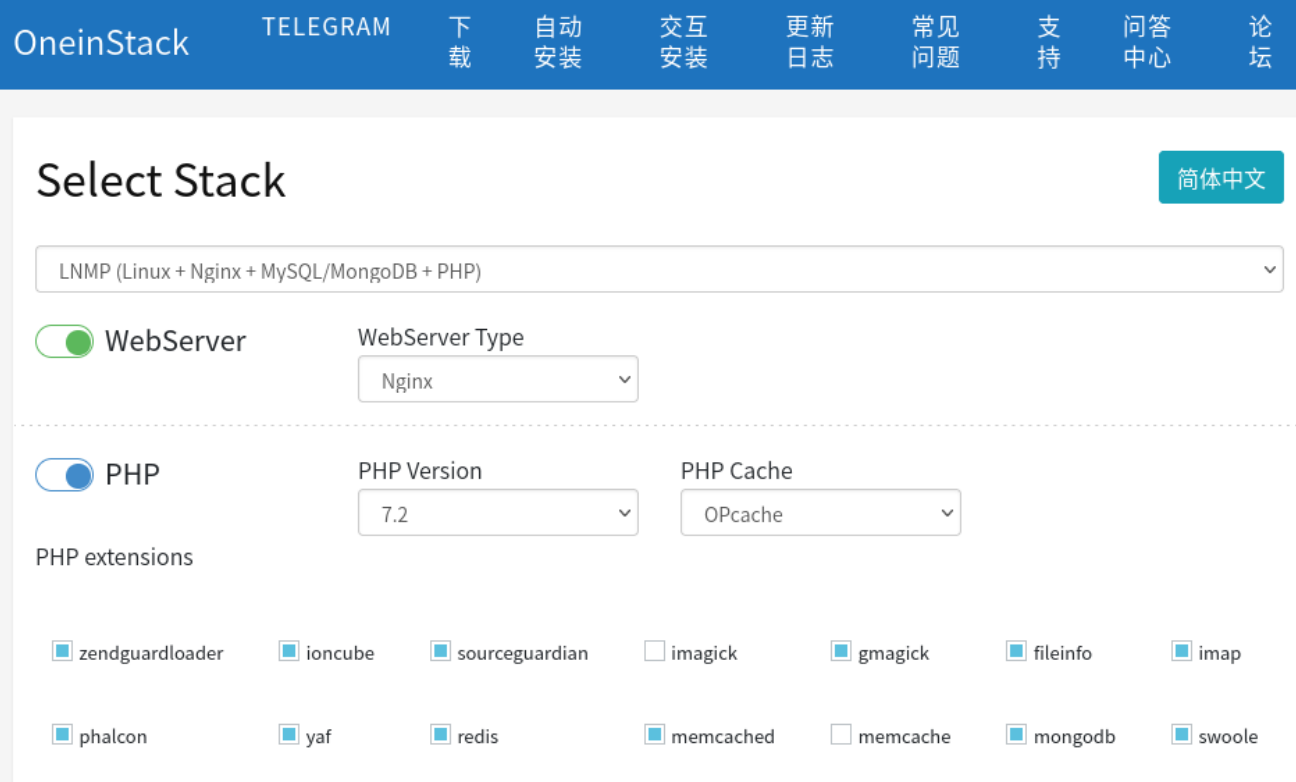 OneinStack
TELEGRAM
下载
自动安装
交互安装
更新日志
常见问题
支持
问答中心
论坛
Select Stack
简体中文
LNMP (Linux + Nginx + MySQL/MongoDB + PHP)
WebServer
WebServer Type
Nginx
PHP
PHP Version
PHP Cache
7.2
OPcache
PHP extensions
zendguardloader
ioncube
sourceguardian
imagick
gmagick
fileinfo
imap
phalcon
yaf
redis
memcached
memcache
mongodb
swoole